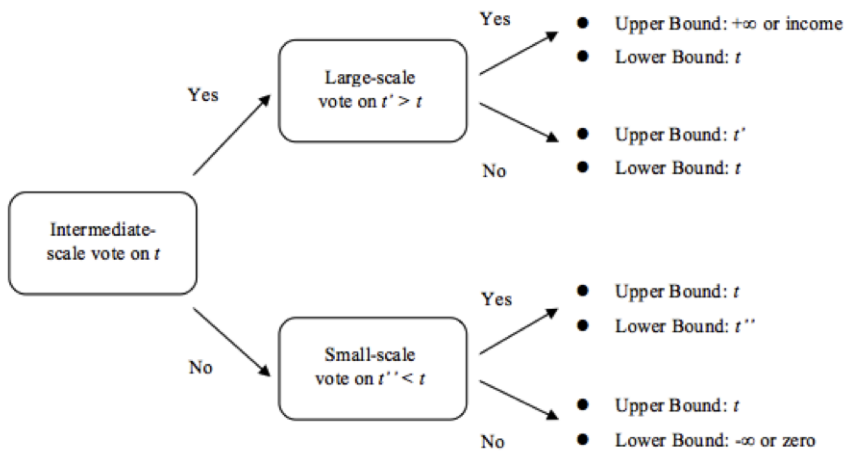 Yes
● Upper Bound: +∞ or income
● Lower Bound: t
Large-scale
vote on t' > t
Yes
● Upper Bound: t'
● Lower Bound: t
No
Intermediate-
scale vote on t
Yes
● Upper Bound: t
● Lower Bound: t''
Small-scale
vote on t'' < t
No
● Upper Bound: t
● Lower Bound: -∞ or zero
No